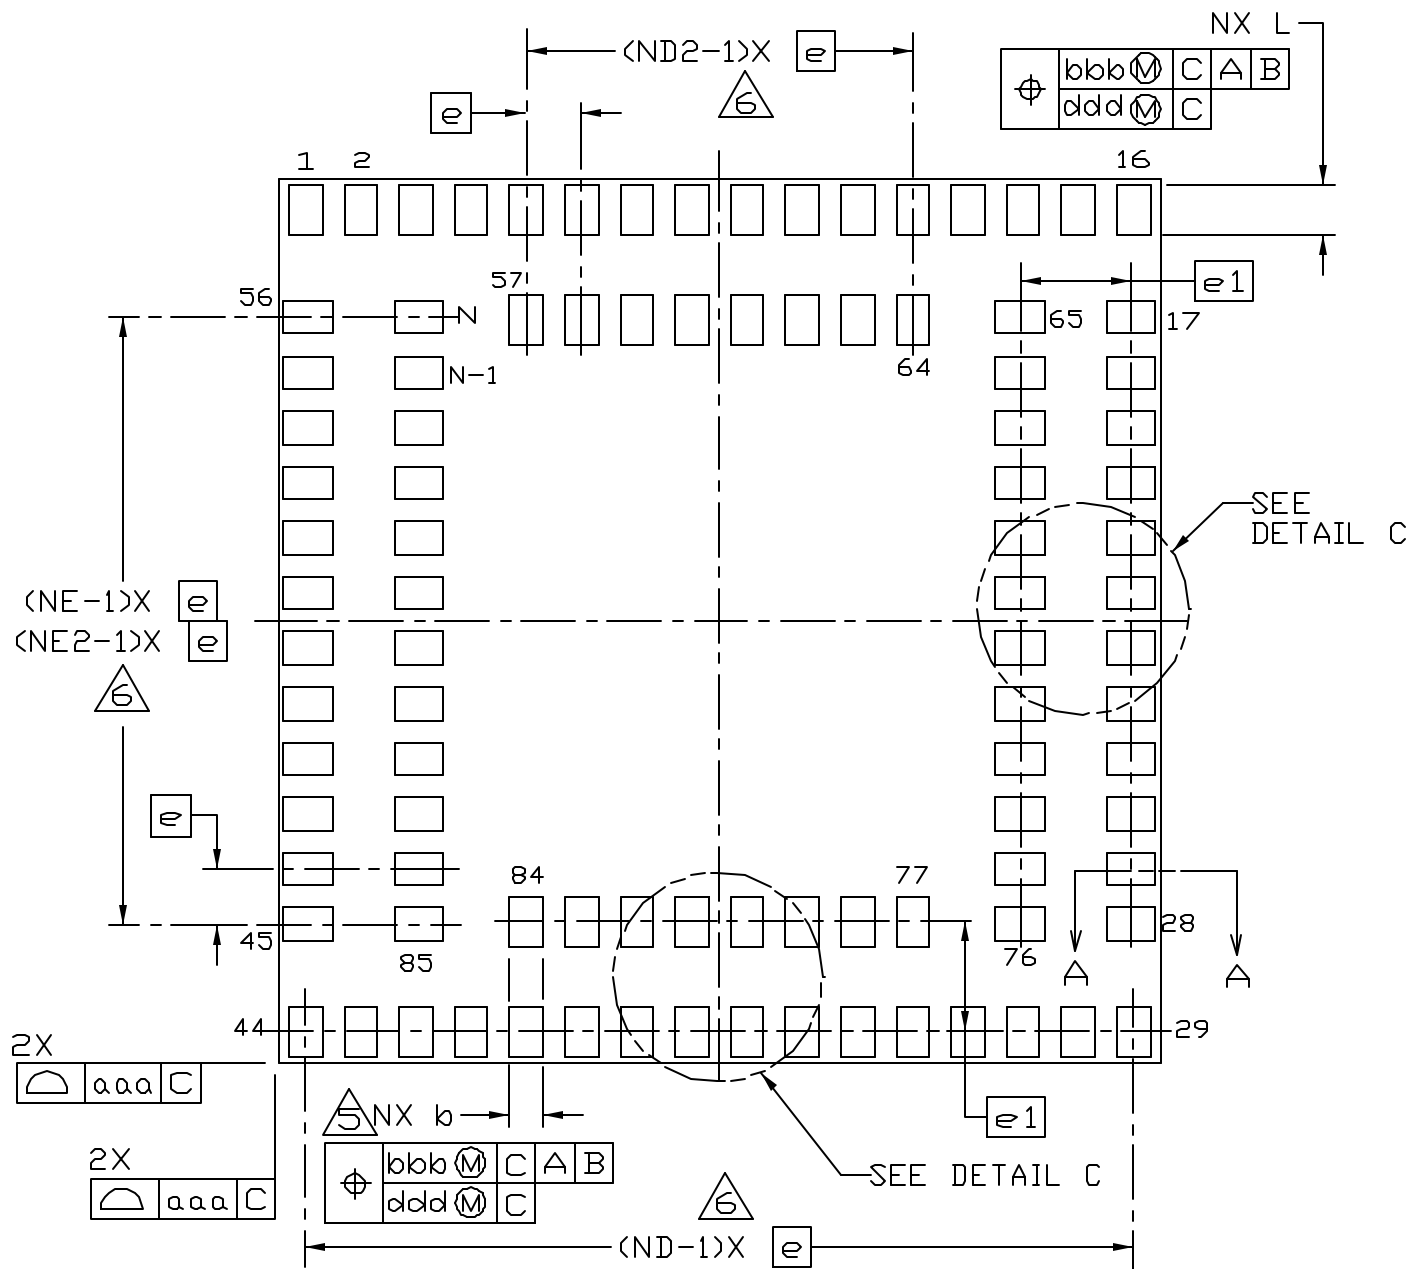 NX L
(ND2-1)X e
6
bbb Ⓜ C A B
ddd Ⓜ C
e
1 2 16
57
56 N
65 17
e1
N-1
64
SEE
DETAIL C
(NE-1)X e
(NE2-1)X e
6
e
84 77
45 85
76 28
A A
44 29
2X
aaa C
5 NX b
e1
bbb Ⓜ C A B
ddd Ⓜ C
2X
aaa C
SEE DETAIL C
6
(ND-1)X e